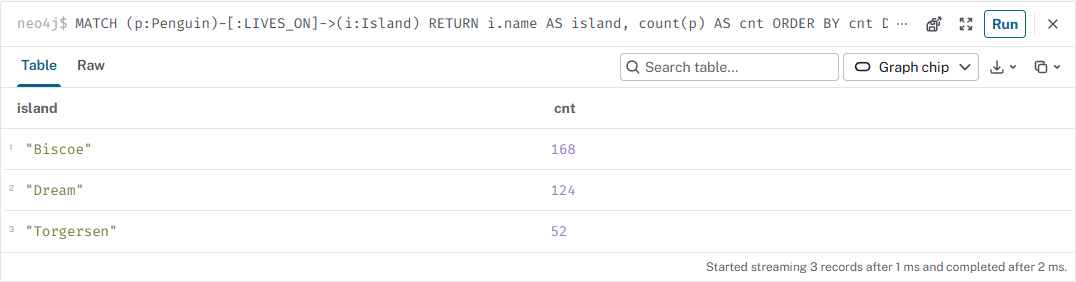 neo4j$ MATCH (p:Penguin)-[:LIVES_ON]->(i:Island) RETURN i.name AS island, count(p) AS cnt ORDER BY cnt D ··· Run
Table Raw Search table... Graph chip
island cnt
1 "Biscoe" 168
2 "Dream" 124
3 "Torgersen" 52
Started streaming 3 records after 1 ms and completed after 2 ms.